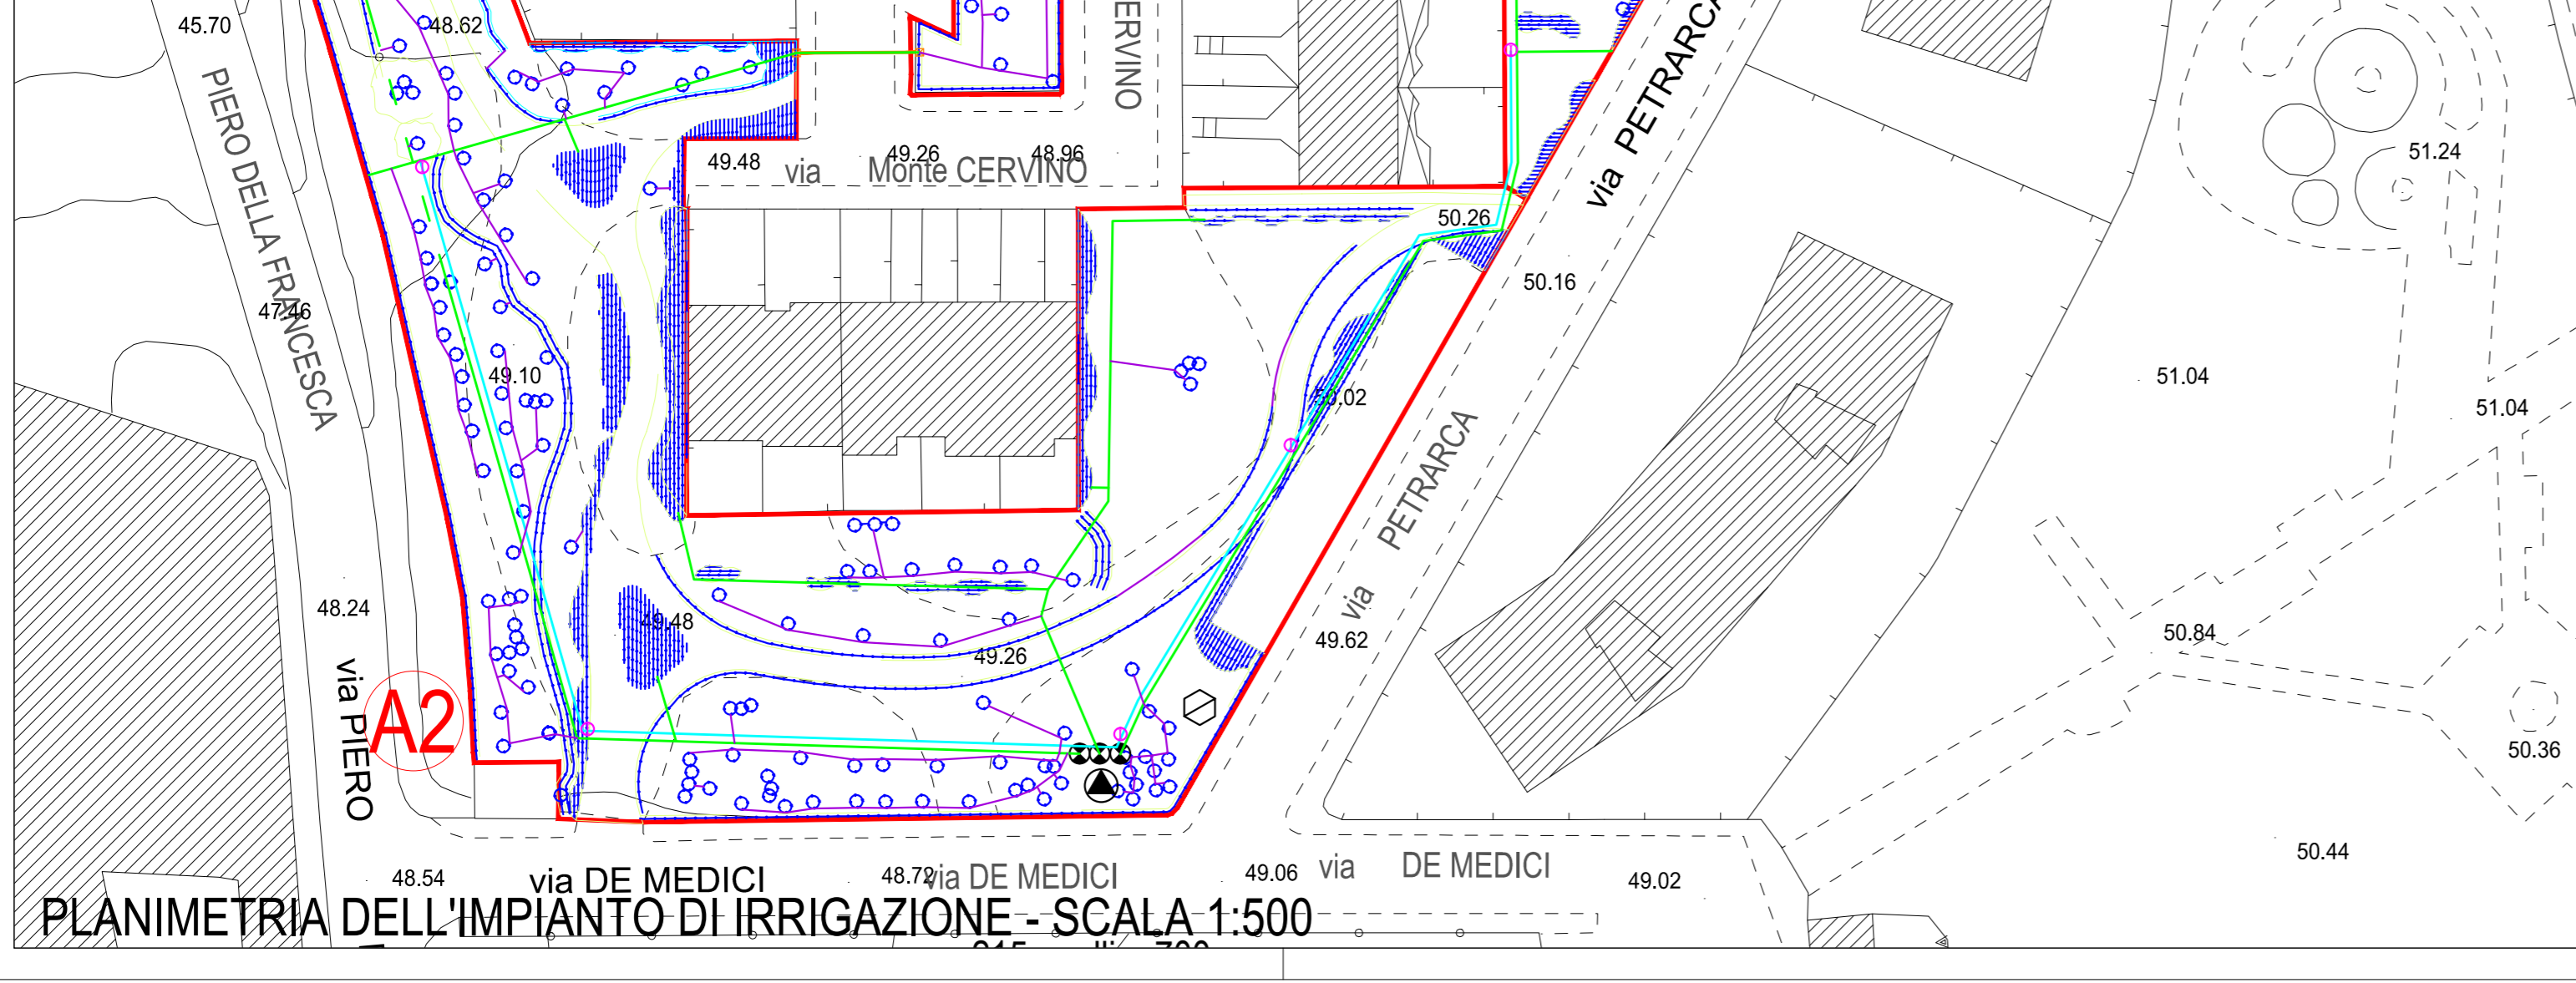 45.70
48.62
CERVINO
via PETRARCA
PIERO DELLA FRANCESCA
49.48
49.26
48.96
via Monte CERVINO
51.24
50.26
50.16
47.46
49.10
50.02
51.04
51.04
via PETRARCA
48.24
49.48
49.26
49.62
50.84
via PIERO
A2
50.36
50.44
48.54
via DE MEDICI
48.72
via DE MEDICI
49.06
via DE MEDICI
49.02
PLANIMETRIA DELL'IMPIANTO DI IRRIGAZIONE - SCALA 1:500